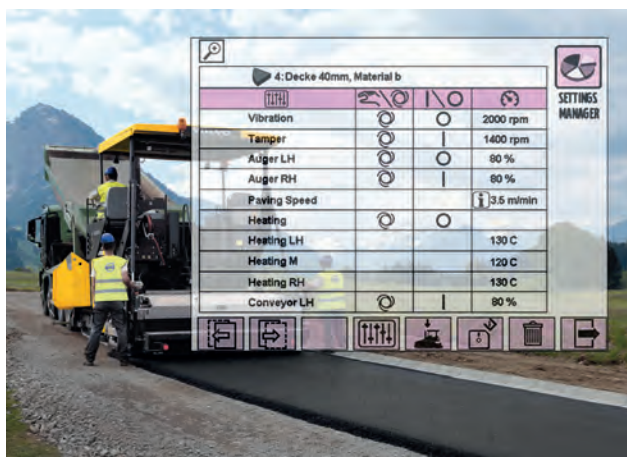 4:Decke 40mm, Material b
SETTINGS
MANAGER
Vibration 2000 rpm
Tamper 1400 rpm
Auger LH 80 %
Auger RH 80 %
Paving Speed 3.5 m/min
Heating
Heating LH 130 C
Heating M 120 C
Heating RH 130 C
Conveyor LH 80 %